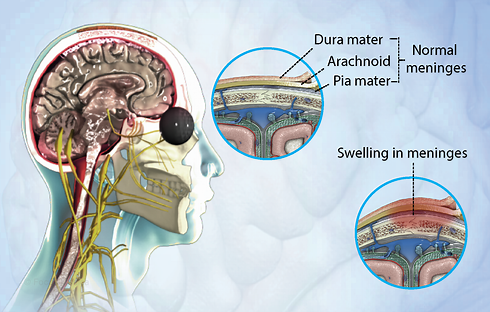 Dura mater
Arachnoid
Pia mater
Normal
meninges
Swelling in meninges